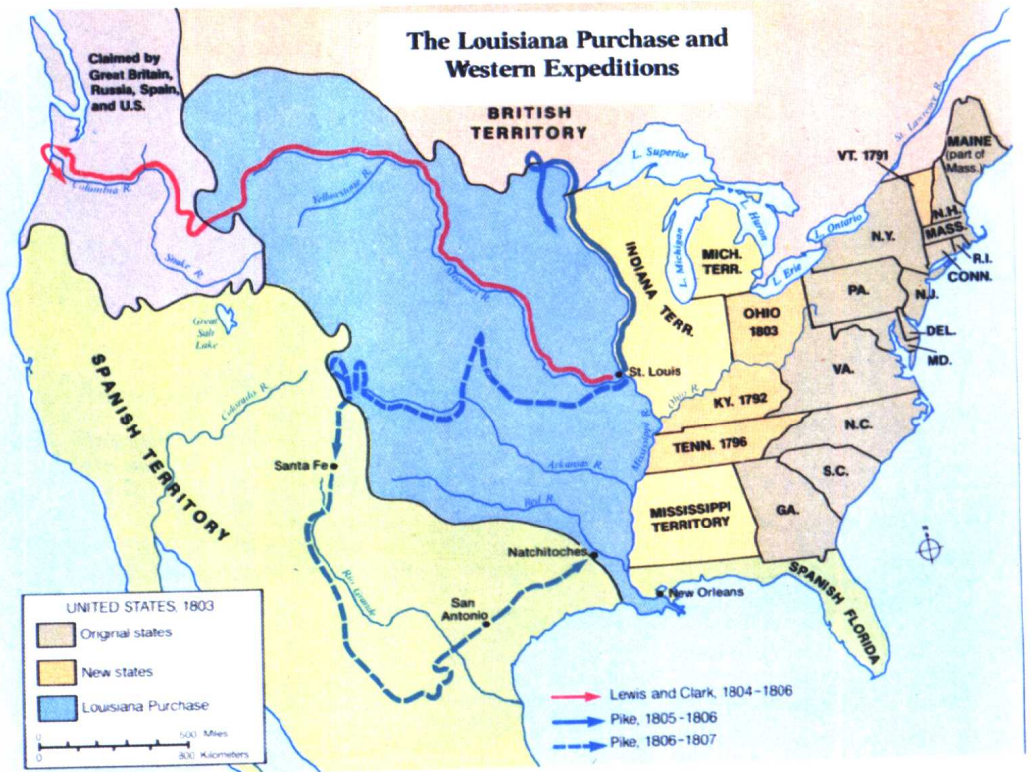 The Louisiana Purchase and
Western Expeditions
Claimed by
Great Britain,
Russia, Spain,
and U.S.
BRITISH
TERRITORY
St. Lawrence R.
L. Superior
VT. 1791
MAINE
(part of
Mass.)
Columbia R.
Yellowstone R.
L. Michigan
L. Huron
L. Ontario
N.H.
MASS.
N.Y.
R.I.
CONN.
Snake R.
INDIANA TERR.
MICH.
TERR.
L. Erie
PA.
N.J.
Missouri R.
OHIO
1803
Great
Salt
Lake
DEL.
MD.
SPANISH TERRITORY
St. Louis
VA.
Colorado R.
Ohio R.
KY. 1792
Mississippi R.
N.C.
TENN. 1796
Santa Fe
Arkansas R.
S.C.
Red R.
MISSISSIPPI
TERRITORY
GA.
Natchitoches
N
Rio Grande
San
Antonio
New Orleans
SPANISH FLORIDA
UNITED STATES, 1803
Original states
New states
Louisiana Purchase
0 500 Miles
0 800 Kilometers
Lewis and Clark, 1804-1806
Pike, 1805-1806
Pike, 1806-1807